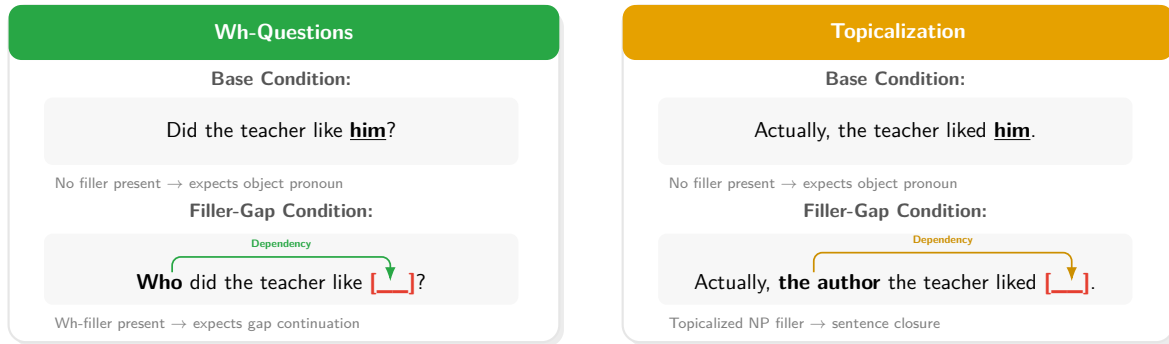 Wh-Questions
Base Condition:
Did the teacher like him?
No filler present → expects object pronoun
Filler-Gap Condition:
Dependency
Who did the teacher like [__]?
Wh-filler present → expects gap continuation
Topicalization
Base Condition:
Actually, the teacher liked him.
No filler present → expects object pronoun
Filler-Gap Condition:
Dependency
Actually, the author the teacher liked [__].
Topicalized NP filler → sentence closure